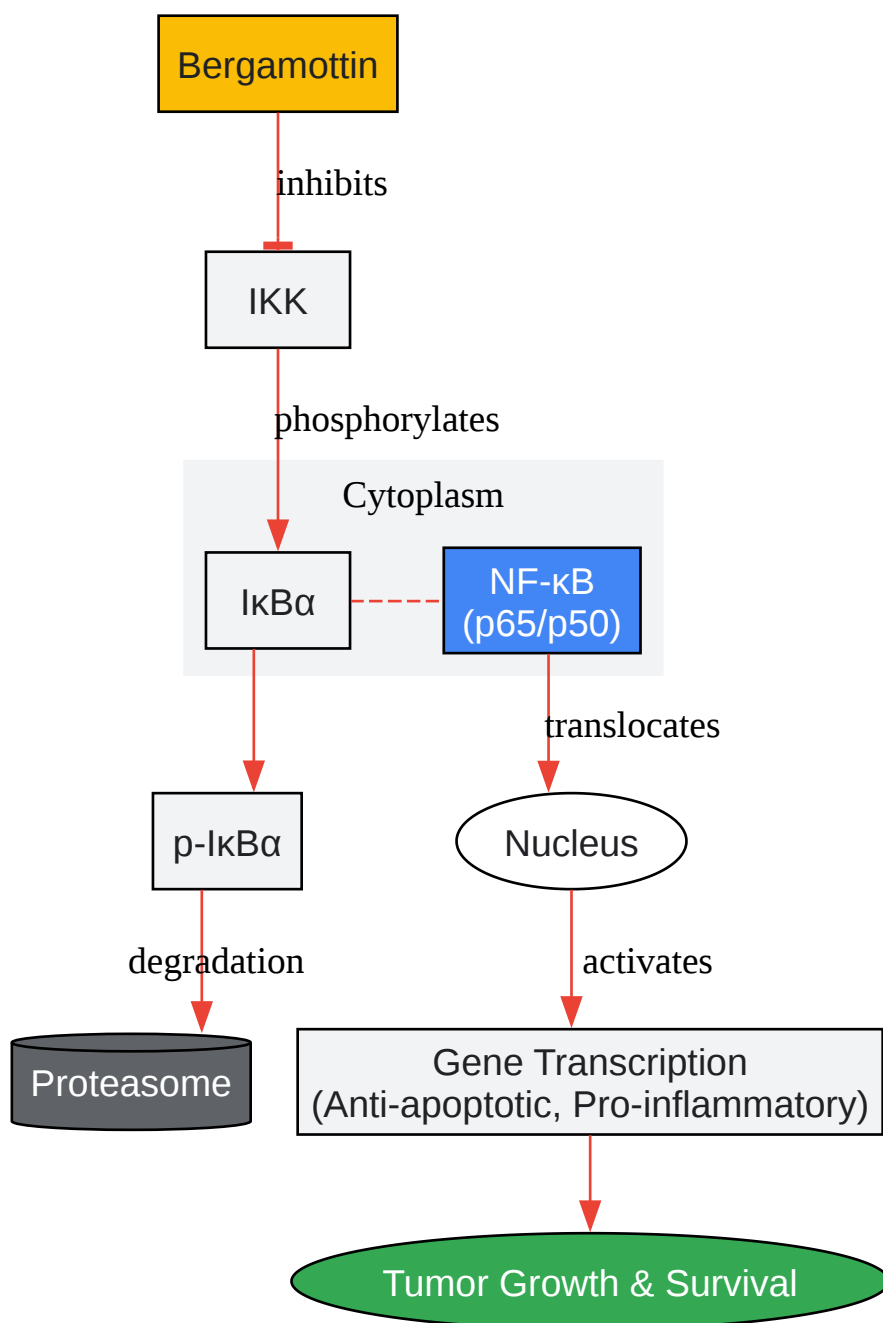 Bergamottin
inhibits
IKK
phosphorylates
Cytoplasm
IκBα
NF-κB
(p65/p50)
translocates
p-IκBα
Nucleus
degradation
activates
Proteasome
Gene Transcription
(Anti-apoptotic, Pro-inflammatory)
Tumor Growth & Survival